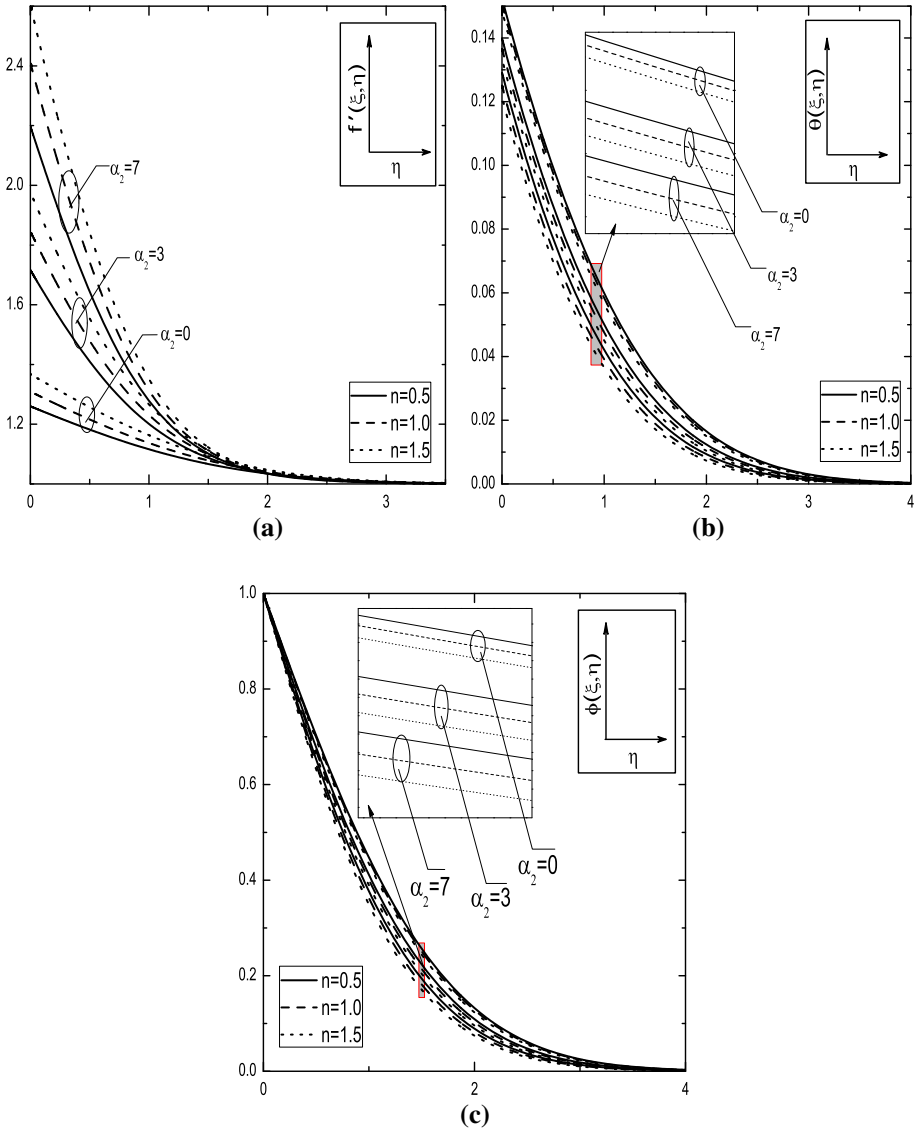 2.4
2.0
1.6
1.2
0
1
2
3
f′(ξ,η)
η
α₂=7
α₂=3
α₂=0
n=0.5
n=1.0
n=1.5
(a)
0.14
0.12
0.10
0.08
0.06
0.04
0.02
0.00
0
1
2
3
4
θ(ξ,η)
η
α₂=0
α₂=3
α₂=7
n=0.5
n=1.0
n=1.5
(b)
1.0
0.8
0.6
0.4
0.2
0.0
0
2
4
ϕ(ξ,η)
η
α₂=0
α₂=3
α₂=7
n=0.5
n=1.0
n=1.5
(c)